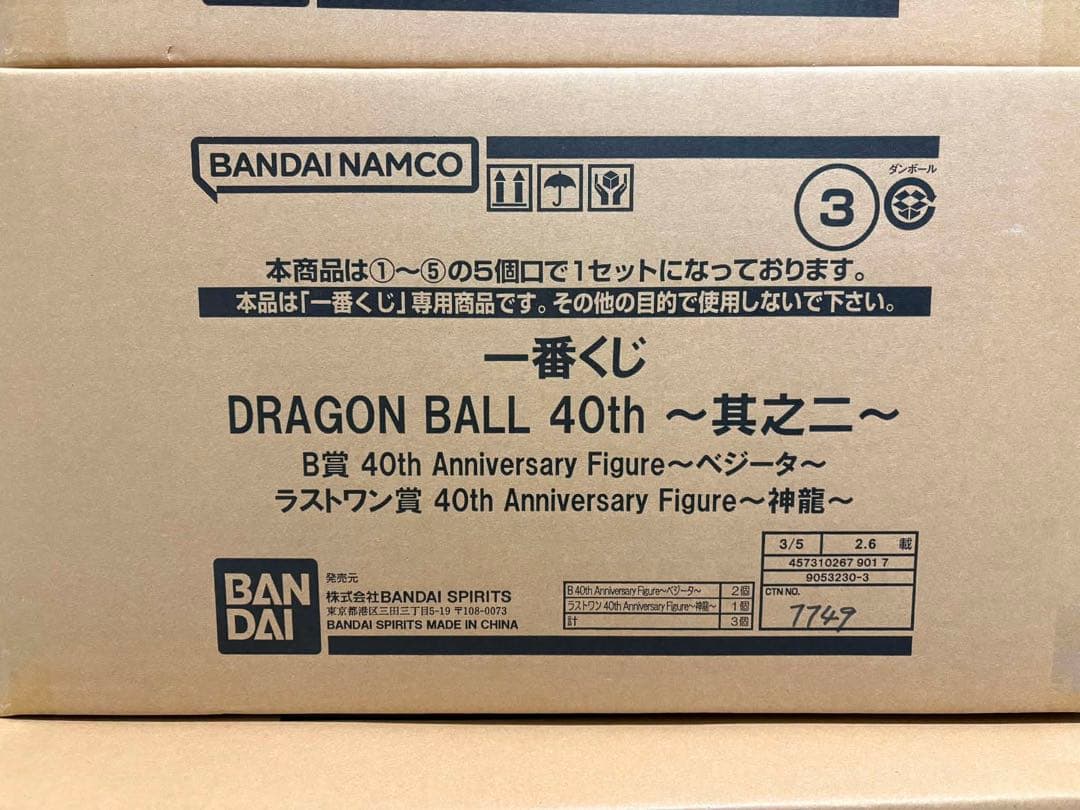 BANDAI NAMCO
ダンボール
3
本商品は①～⑤の5個口で1セットになっております。
本品は「一番くじ」専用商品です。その他の目的で使用しないで下さい。
一番くじ
DRAGON BALL 40th ～其之二～
B賞 40th Anniversary Figure～ベジータ～
ラストワン賞 40th Anniversary Figure～神龍～
BAN
DAI
発売元
株式会社BANDAI SPIRITS
東京都港区三田三丁目5-19 〒108-0073
BANDAI SPIRITS MADE IN CHINA
B 40th Anniversary Figure～ベジータ～ 2個
ラストワン 40th Anniversary Figure～神龍～ 1個
計 3個
3/5 2.6 載
457310267 901 7
9053230-3
CTN NO.
7749